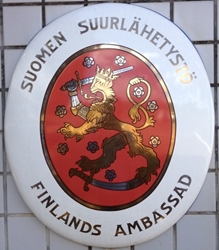 SUOMEN SUURLÄHETYSTÖ
FINLANDS AMBASSAD